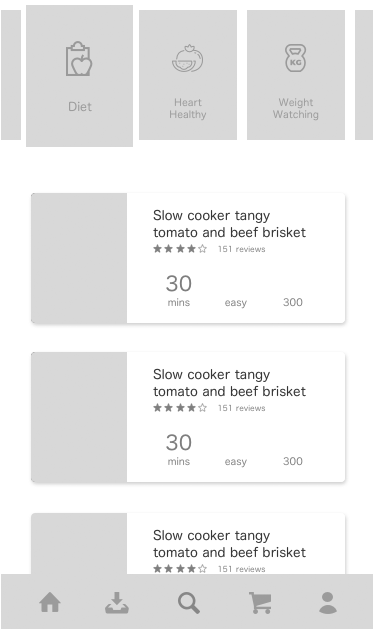 Diet
Heart
Healthy
Weight
Watching
KG
Slow cooker tangy
tomato and beef brisket
151 reviews
30
mins easy 300
Slow cooker tangy
tomato and beef brisket
151 reviews
30
mins easy 300
Slow cooker tangy
tomato and beef brisket
151 reviews